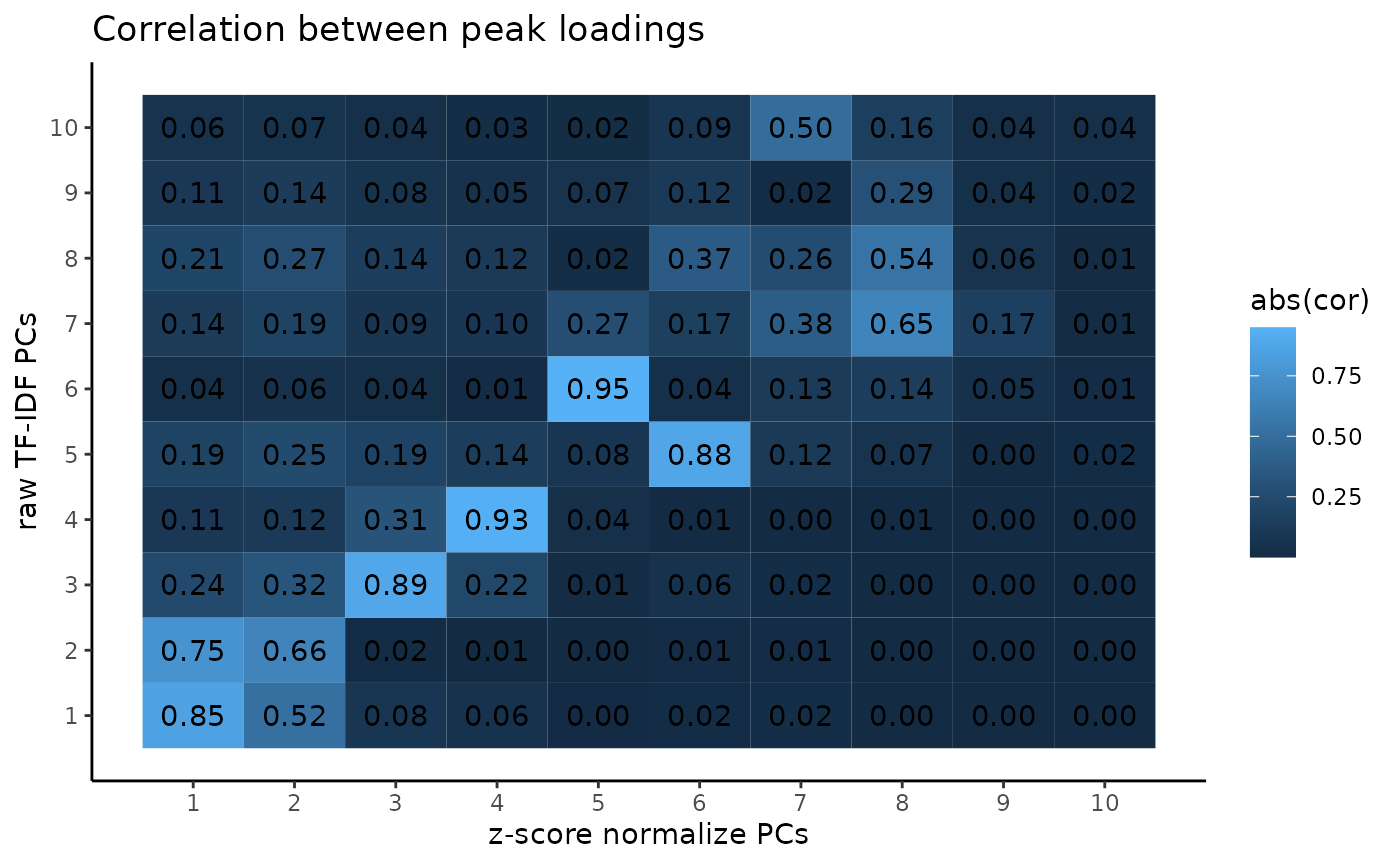 Correlation between peak loadings
10 0.06 0.07 0.04 0.03 0.02 0.09 0.50 0.16 0.04 0.04
9 0.11 0.14 0.08 0.05 0.07 0.12 0.02 0.29 0.04 0.02
8 0.21 0.27 0.14 0.12 0.02 0.37 0.26 0.54 0.06 0.01
7 0.14 0.19 0.09 0.10 0.27 0.17 0.38 0.65 0.17 0.01
6 0.04 0.06 0.04 0.01 0.95 0.04 0.13 0.14 0.05 0.01
5 0.19 0.25 0.19 0.14 0.08 0.88 0.12 0.07 0.00 0.02
4 0.11 0.12 0.31 0.93 0.04 0.01 0.00 0.01 0.00 0.00
3 0.24 0.32 0.89 0.22 0.01 0.06 0.02 0.00 0.00 0.00
2 0.75 0.66 0.02 0.01 0.00 0.01 0.01 0.00 0.00 0.00
1 0.85 0.52 0.08 0.06 0.00 0.02 0.02 0.00 0.00 0.00
1 2 3 4 5 6 7 8 9 10
z-score normalize PCs
raw TF-IDF PCs
abs(cor)
0.75
0.50
0.25